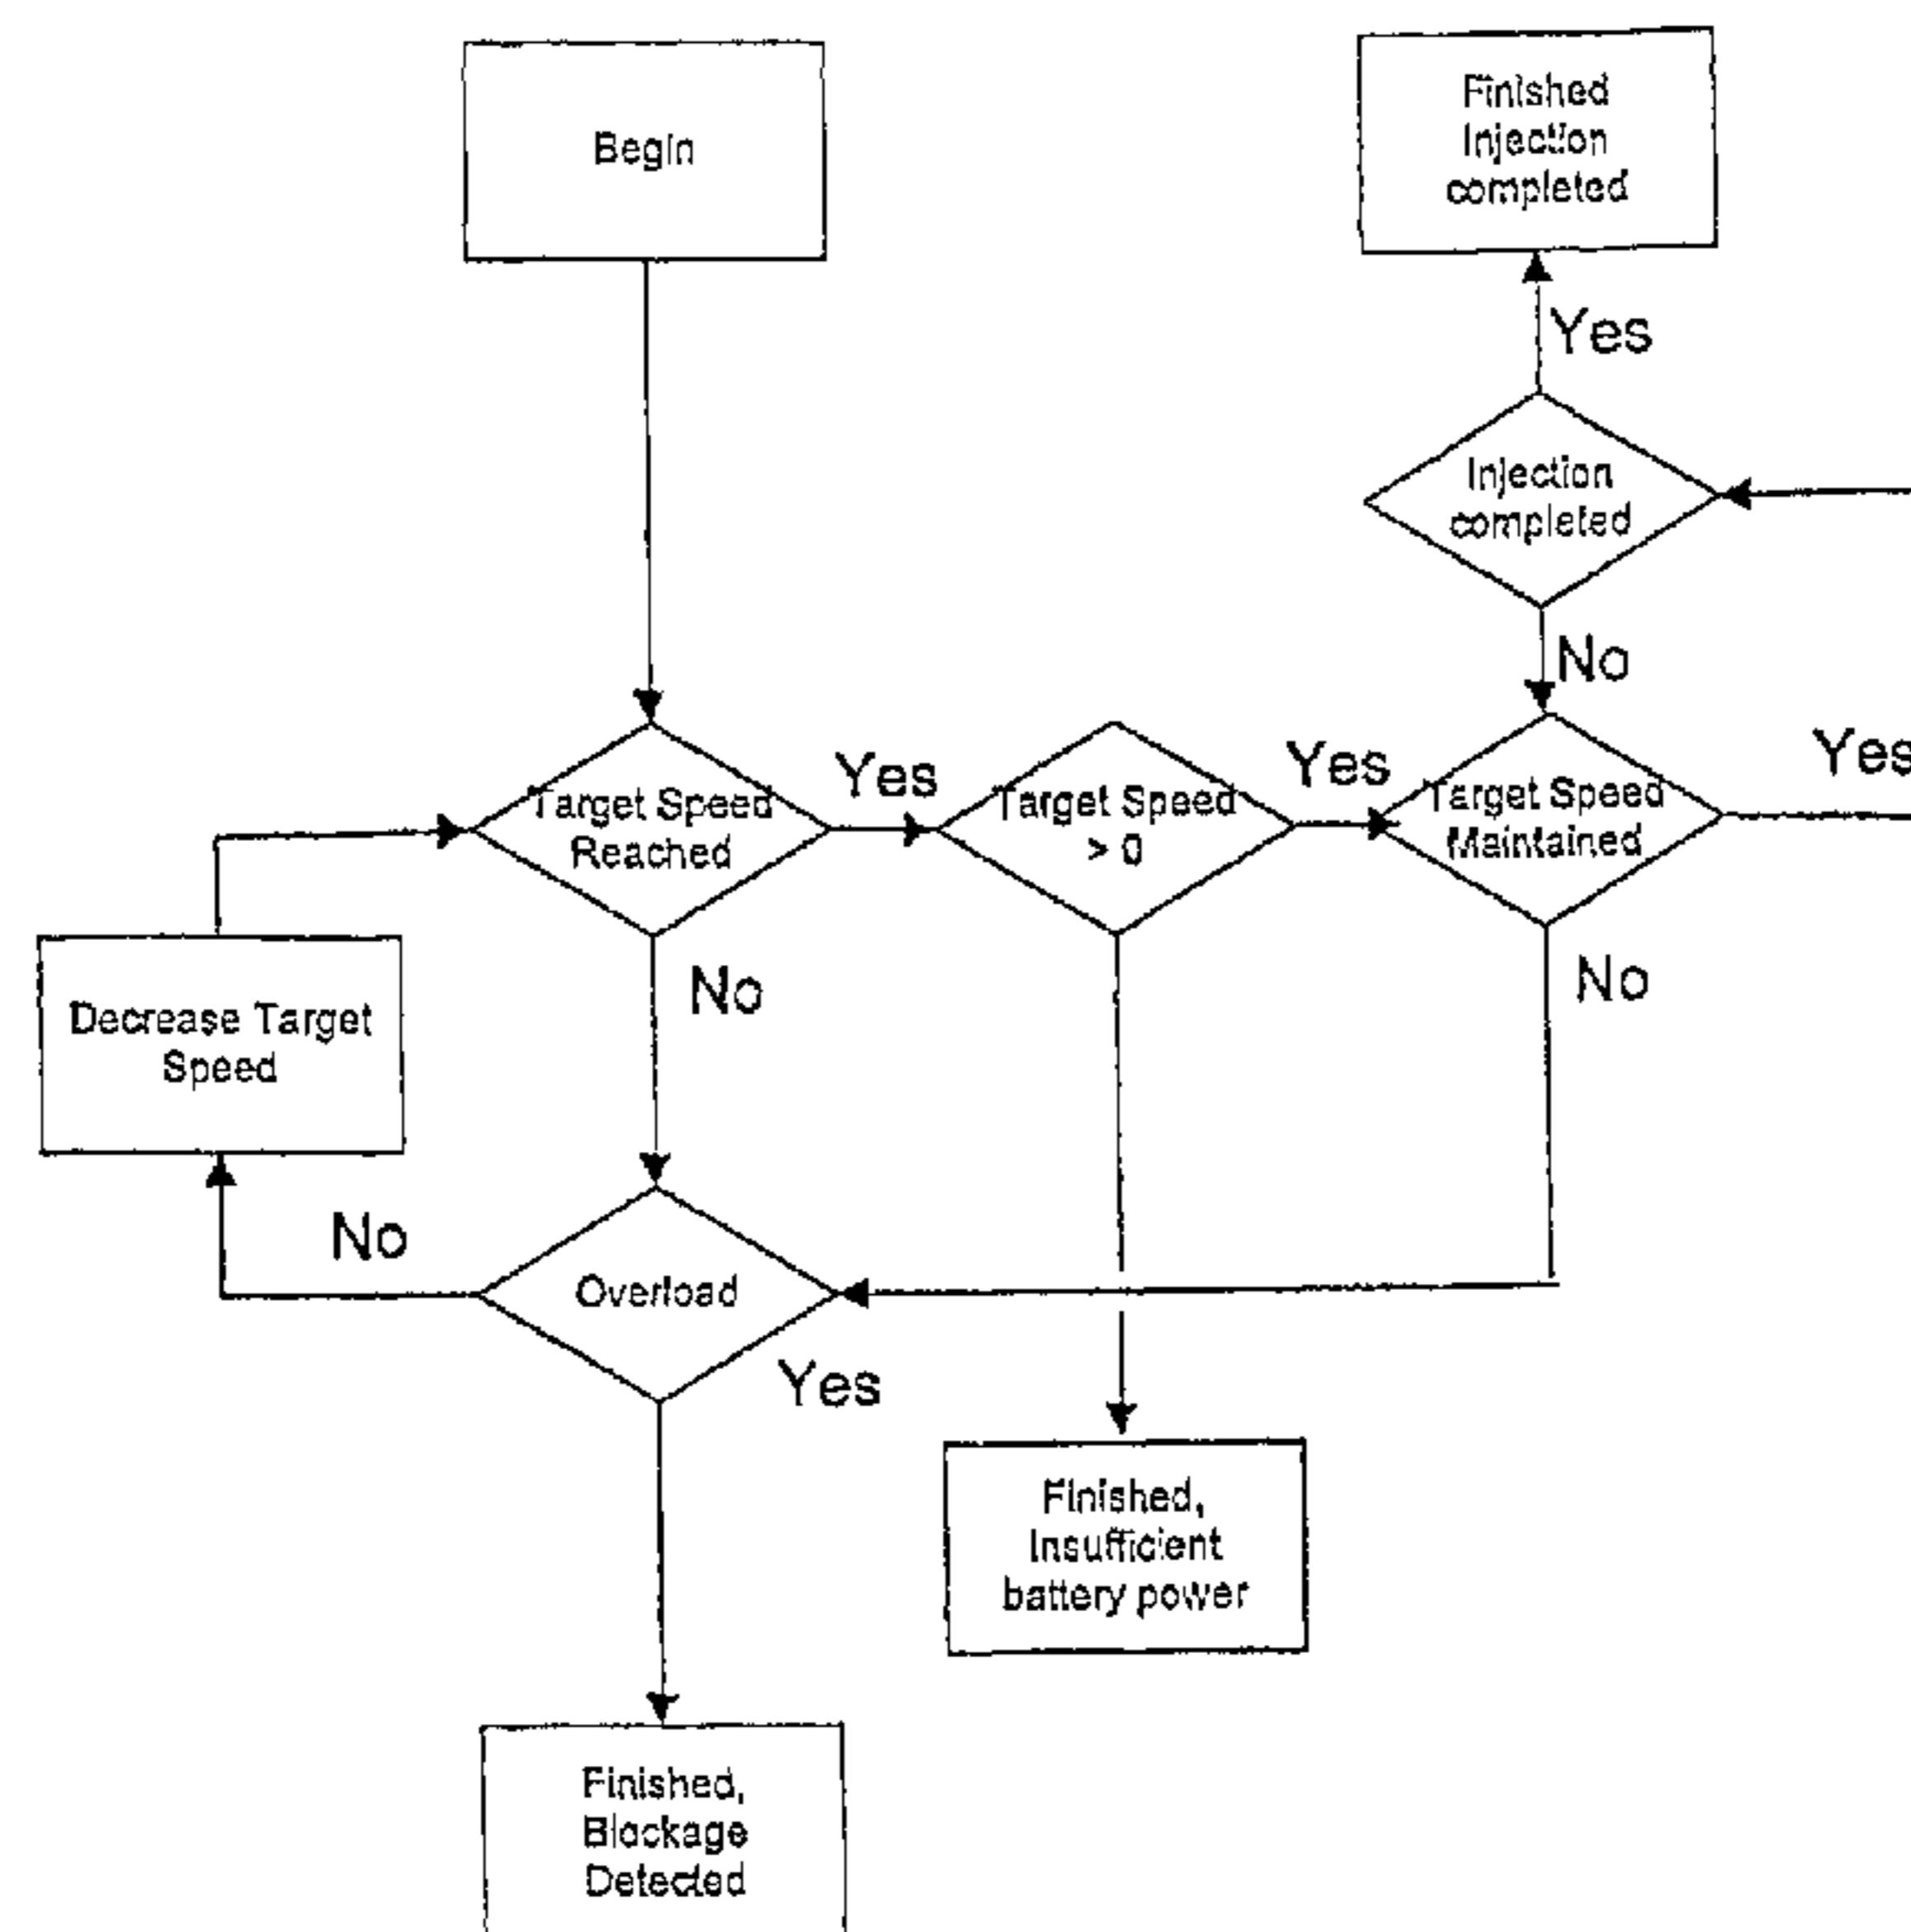 Begin
Finished
Injection
completed
Yes
Injection
completed
No
Target Speed
Reached
Yes
Target Speed
> 0
Yes
Target Speed
Maintained
Yes
No
No
Decrease Target
Speed
No
Overload
Yes
Finished,
Insufficient
battery power
Finished,
Blockage
Detected